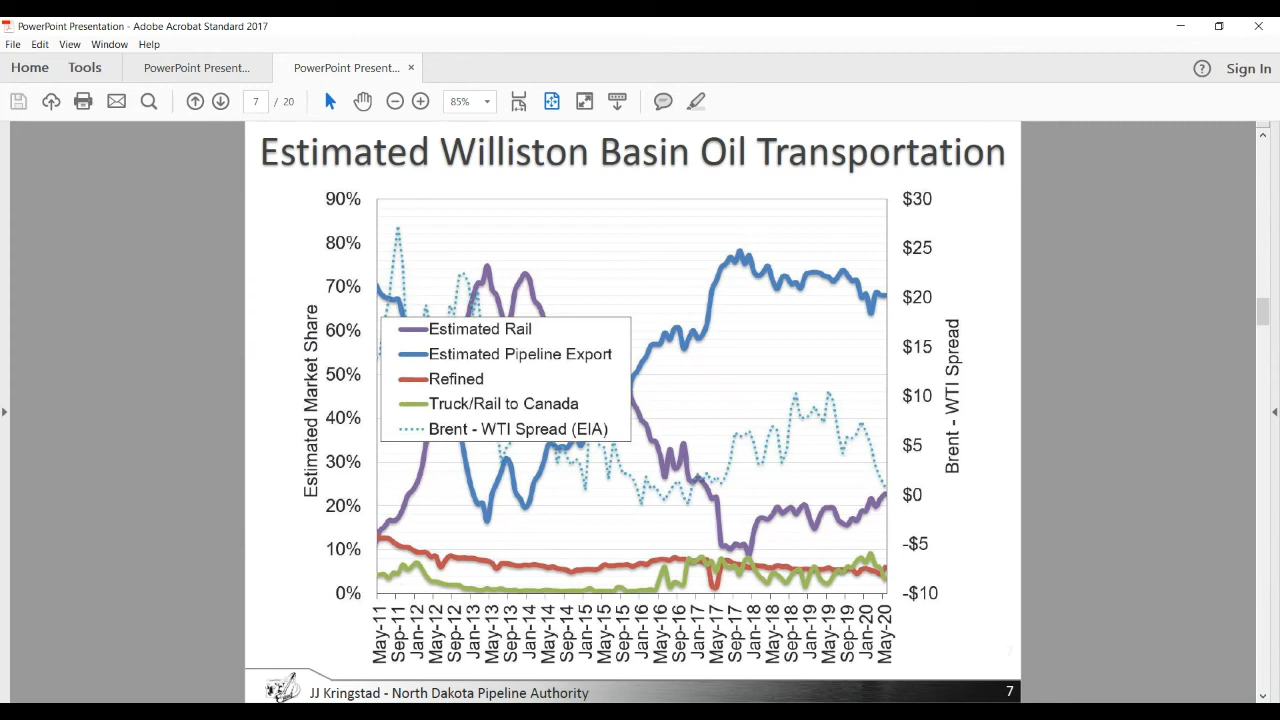 PowerPoint Presentation - Adobe Acrobat Standard 2017
File Edit View Window Help
Home Tools PowerPoint Present... PowerPoint Present... ×
? Sign In
7 / 20 85%
Estimated Williston Basin Oil Transportation
90% $30
80% $25
70% $20
60% $15
50% $10
40% $5
30% $0
20% -$5
10% -$10
0%
Estimated Market Share
Brent - WTI Spread
Estimated Rail
Estimated Pipeline Export
Refined
Truck/Rail to Canada
Brent - WTI Spread (EIA)
May-11 Sep-11 Jan-12 May-12 Sep-12 Jan-13 May-13 Sep-13 Jan-14 May-14 Sep-14 Jan-15 May-15 Sep-15 Jan-16 May-16 Sep-16 Jan-17 May-17 Sep-17 Jan-18 May-18 Sep-18 Jan-19 May-19 Sep-19 Jan-20 May-20
JJ Kringstad - North Dakota Pipeline Authority 7